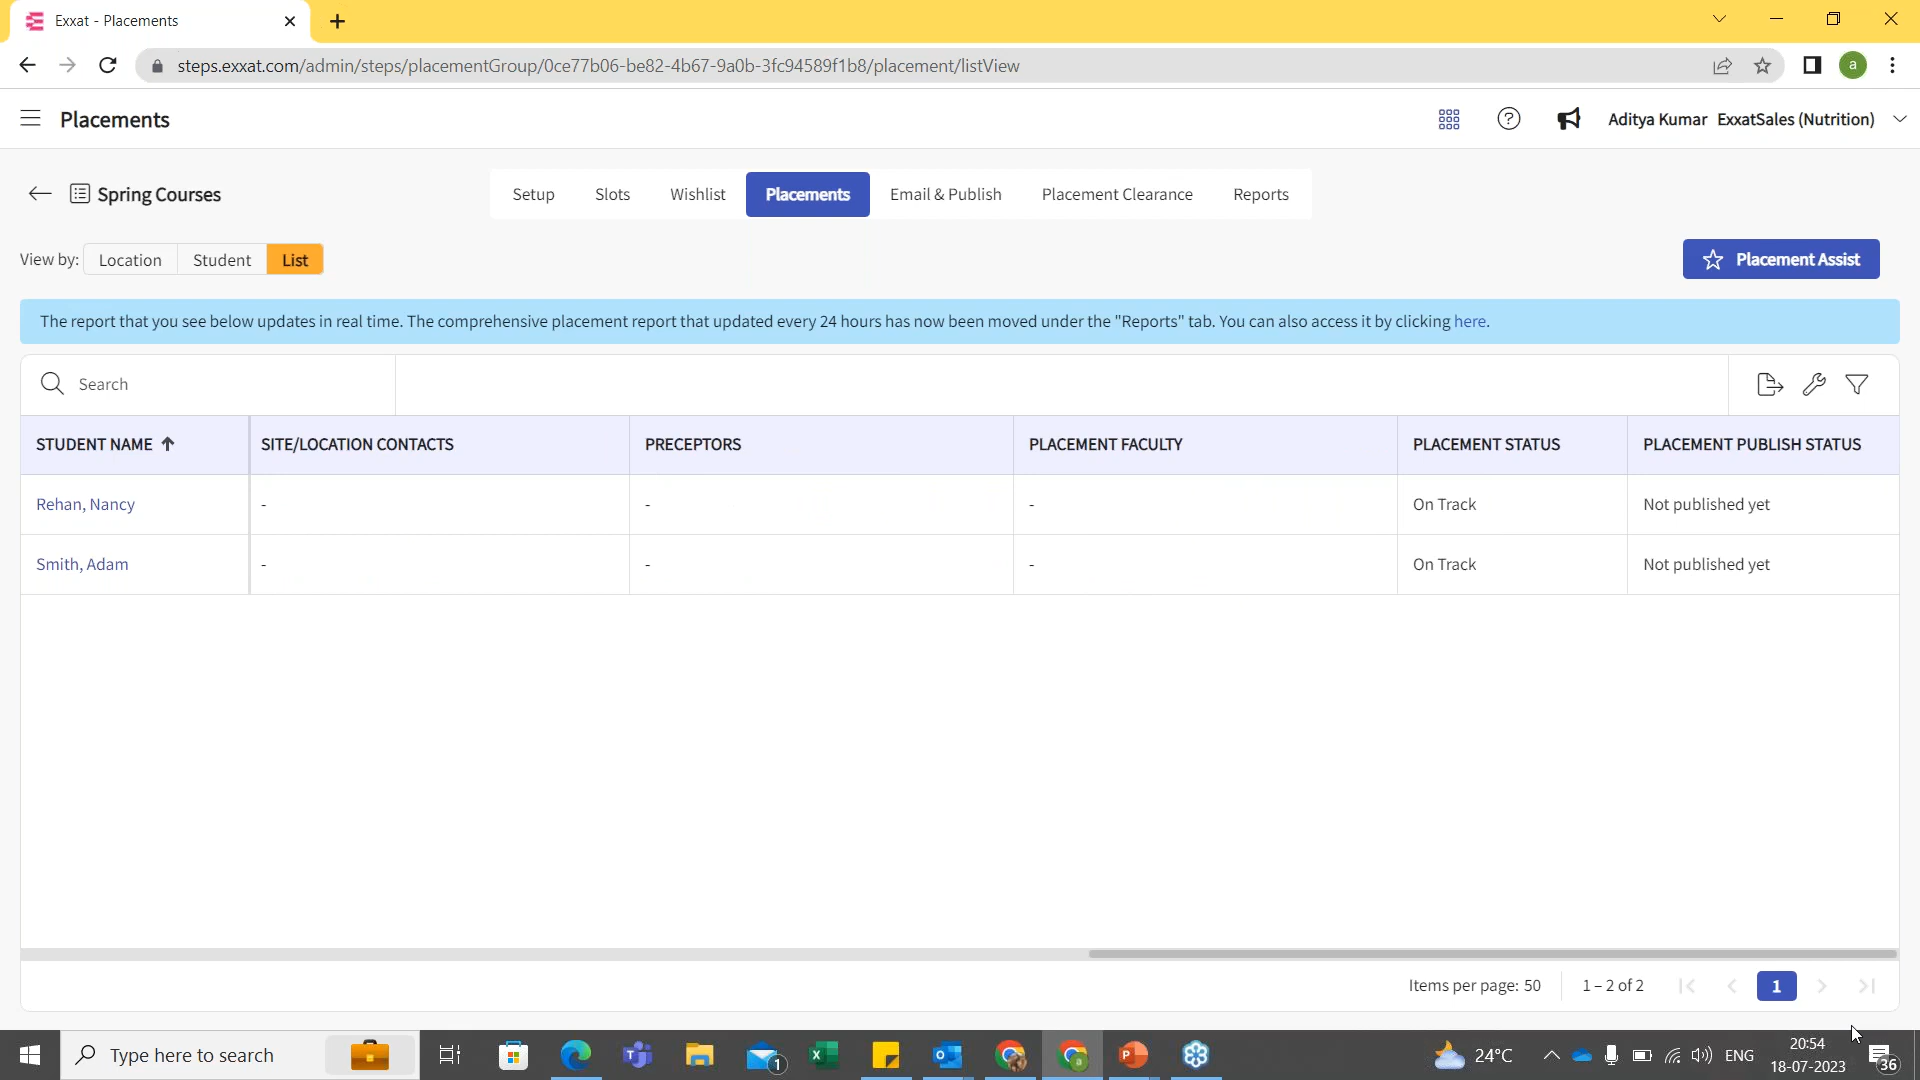 Exxat - Placements
steps.exxat.com/admin/steps/placementGroup/0ce77b06-be82-4b67-9a0b-3fc94589f1b8/placement/listView
a
Placements
Aditya Kumar ExxatSales (Nutrition)
Spring Courses
Setup Slots Wishlist Placements Email & Publish Placement Clearance Reports
View by: Location Student List
Placement Assist
The report that you see below updates in real time. The comprehensive placement report that updated every 24 hours has now been moved under the "Reports" tab. You can also access it by clicking here.
Search
STUDENT NAME SITE/LOCATION CONTACTS PRECEPTORS PLACEMENT FACULTY PLACEMENT STATUS PLACEMENT PUBLISH STATUS
Rehan, Nancy - - - On Track Not published yet
Smith, Adam - - - On Track Not published yet
Items per page: 50 1 – 2 of 2 1
Type here to search 1 24°C ENG 20:54
18-07-2023 36